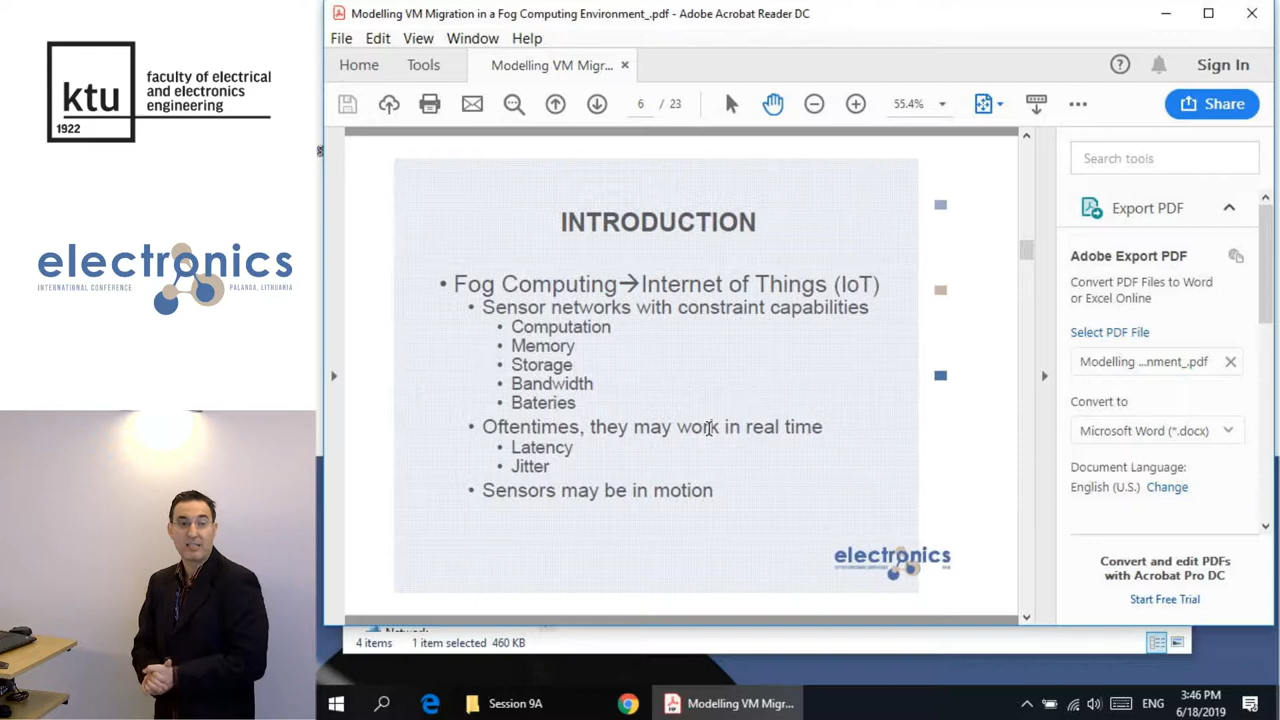 ktu
1922
faculty of electrical
and electronics
engineering
electronics
INTERNATIONAL CONFERENCE
PALANGA, LITHUANIA
Modelling VM Migration in a Fog Computing Environment_.pdf - Adobe Acrobat Reader DC
File Edit View Window Help
Home Tools Modelling VM Migr... Sign In
6 / 23 55.4% Share
INTRODUCTION
• Fog Computing→Internet of Things (IoT)
• Sensor networks with constraint capabilities
• Computation
• Memory
• Storage
• Bandwidth
• Bateries
• Oftentimes, they may work in real time
• Latency
• Jitter
• Sensors may be in motion
electronics
Search tools
Export PDF
Adobe Export PDF
Convert PDF Files to Word
or Excel Online
Select PDF File
Modelling ...nment_.pdf
Convert to
Microsoft Word (*.docx)
Document Language:
English (U.S.) Change
Convert and edit PDFs
with Acrobat Pro DC
Start Free Trial
Network
4 items 1 item selected 460 KB
Session 9A
Modelling VM Migr...
ENG
3:46 PM
6/18/2019